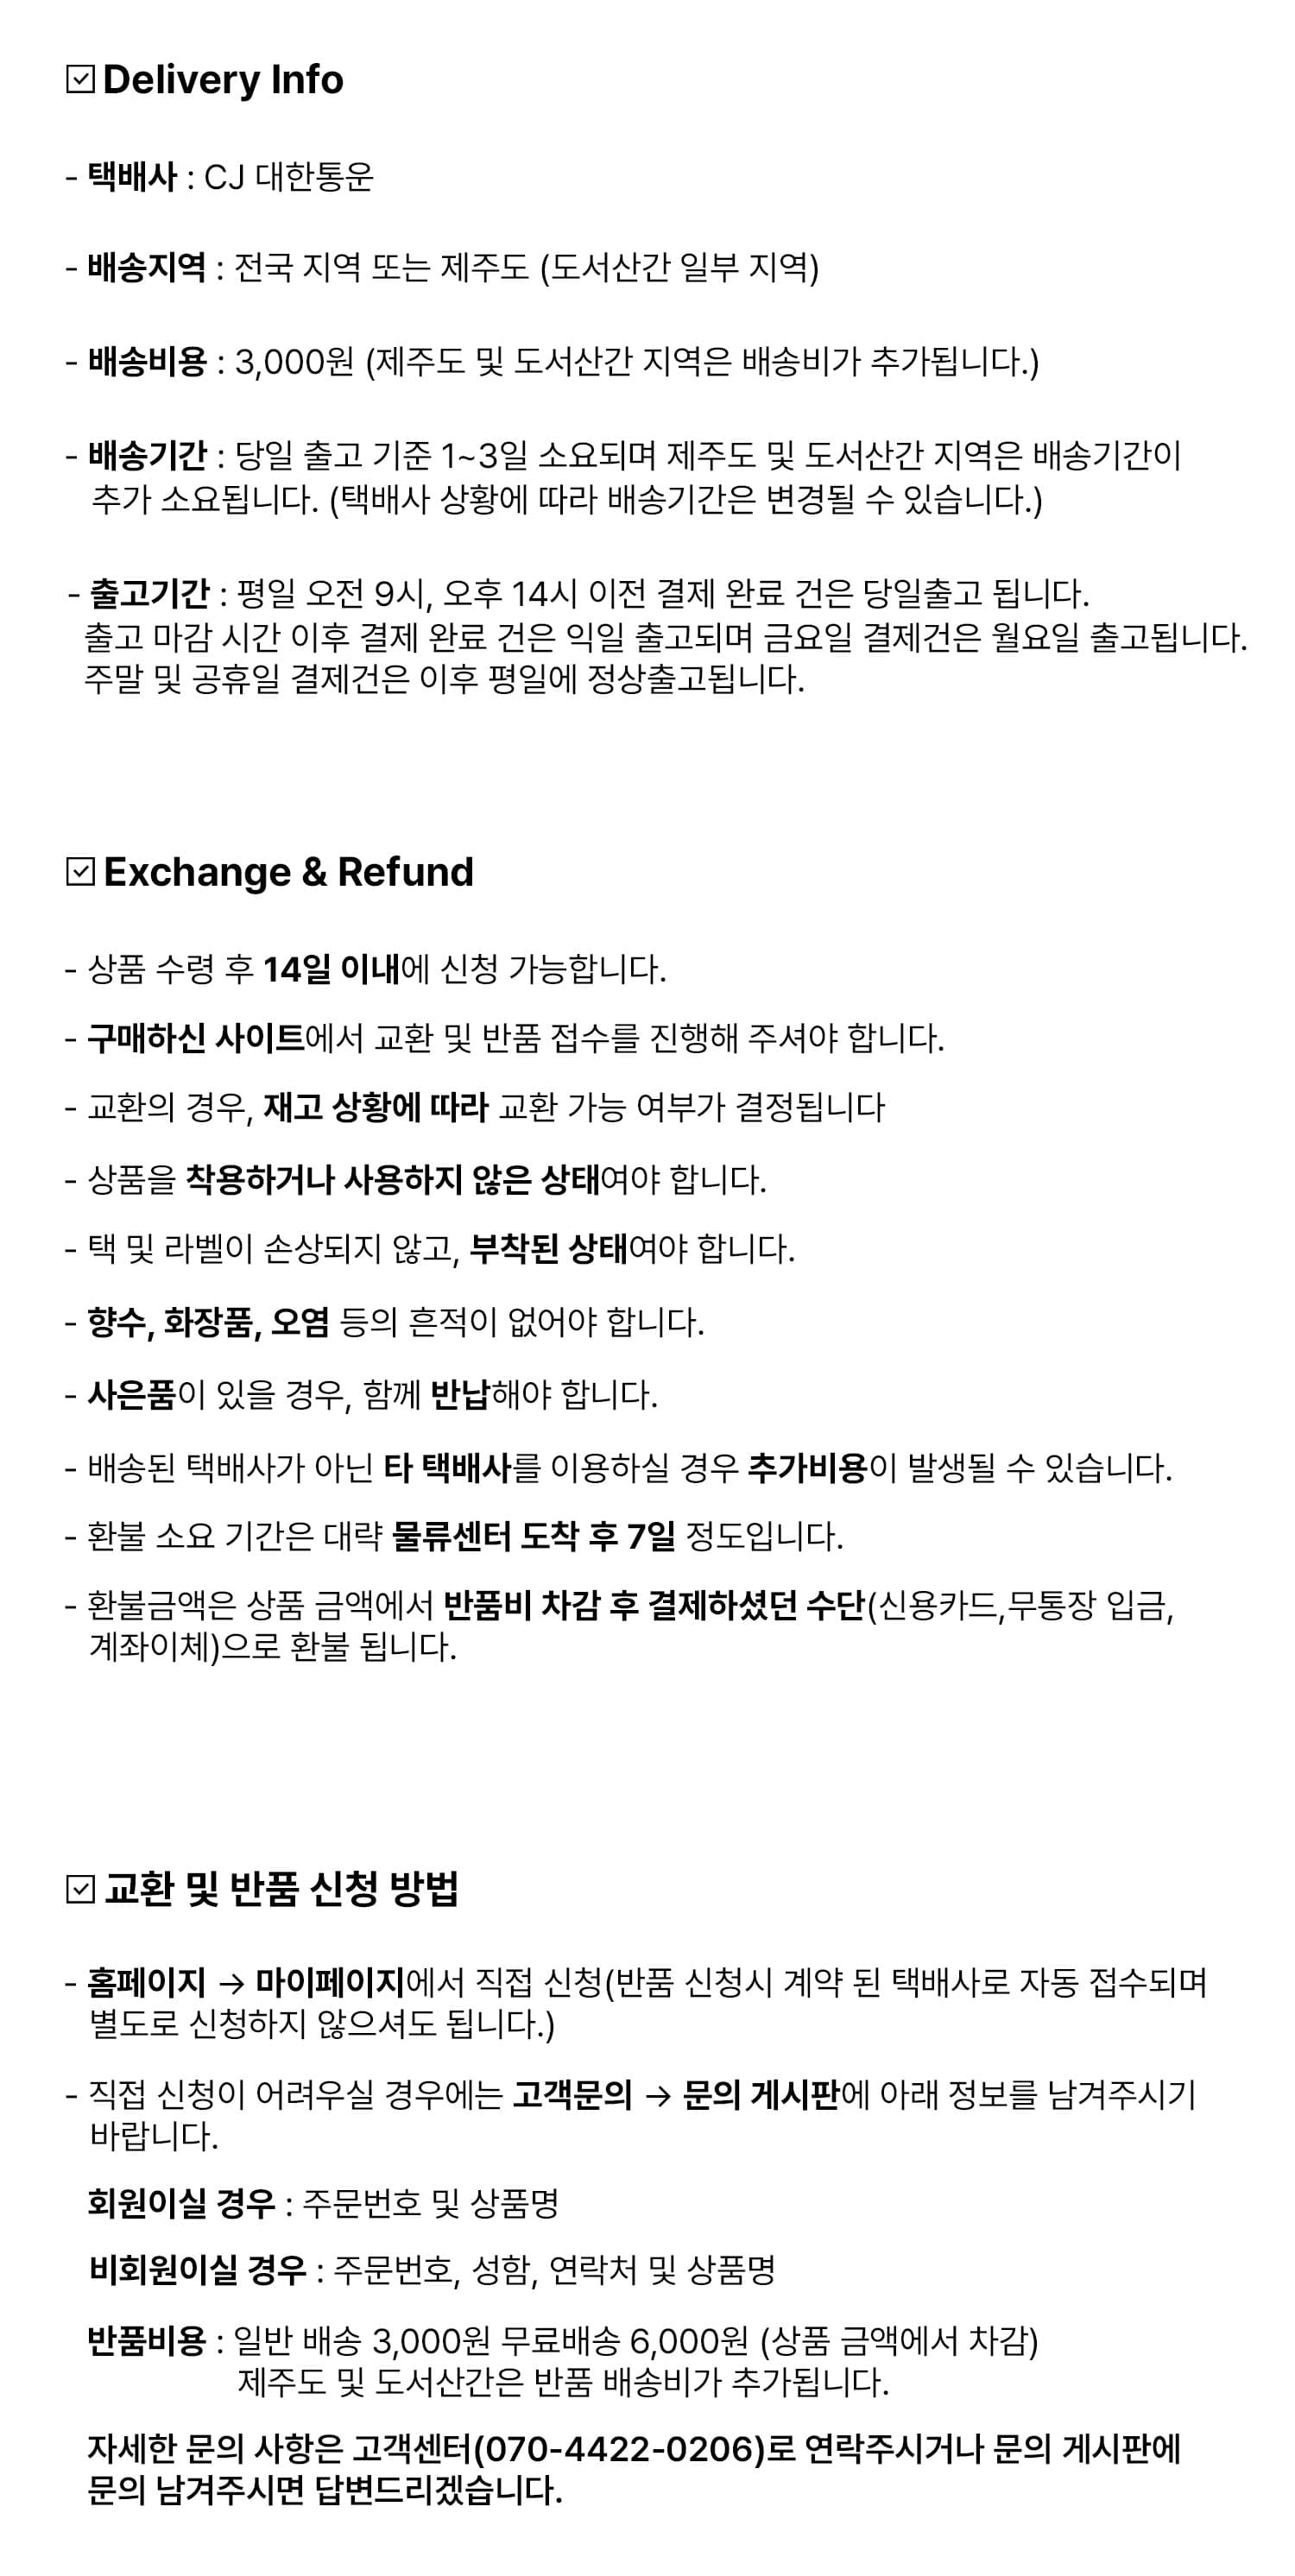 Delivery Info
- 택배사 : CJ 대한통운
- 배송지역 : 전국 지역 또는 제주도 (도서산간 일부 지역)
- 배송비용 : 3,000원 (제주도 및 도서산간 지역은 배송비가 추가됩니다.)
- 배송기간 : 당일 출고 기준 1~3일 소요되며 제주도 및 도서산간 지역은 배송기간이
추가 소요됩니다. (택배사 상황에 따라 배송기간은 변경될 수 있습니다.)
- 출고기간 : 평일 오전 9시, 오후 14시 이전 결제 완료 건은 당일출고 됩니다.
출고 마감 시간 이후 결제 완료 건은 익일 출고되며 금요일 결제건은 월요일 출고됩니다.
주말 및 공휴일 결제건은 이후 평일에 정상출고됩니다.
Exchange & Refund
- 상품 수령 후 14일 이내에 신청 가능합니다.
- 구매하신 사이트에서 교환 및 반품 접수를 진행해 주셔야 합니다.
- 교환의 경우, 재고 상황에 따라 교환 가능 여부가 결정됩니다
- 상품을 착용하거나 사용하지 않은 상태여야 합니다.
- 택 및 라벨이 손상되지 않고, 부착된 상태여야 합니다.
- 향수, 화장품, 오염 등의 흔적이 없어야 합니다.
- 사은품이 있을 경우, 함께 반납해야 합니다.
- 배송된 택배사가 아닌 타 택배사를 이용하실 경우 추가비용이 발생될 수 있습니다.
- 환불 소요 기간은 대략 물류센터 도착 후 7일 정도입니다.
- 환불금액은 상품 금액에서 반품비 차감 후 결제하셨던 수단(신용카드,무통장 입금,
계좌이체)으로 환불 됩니다.
교환 및 반품 신청 방법
- 홈페이지 → 마이페이지에서 직접 신청(반품 신청시 계약 된 택배사로 자동 접수되며
별도로 신청하지 않으셔도 됩니다.)
- 직접 신청이 어려우실 경우에는 고객문의 → 문의 게시판에 아래 정보를 남겨주시기
바랍니다.
회원이실 경우 : 주문번호 및 상품명
비회원이실 경우 : 주문번호, 성함, 연락처 및 상품명
반품비용 : 일반 배송 3,000원 무료배송 6,000원 (상품 금액에서 차감)
제주도 및 도서산간은 반품 배송비가 추가됩니다.
자세한 문의 사항은 고객센터(070-4422-0206)로 연락주시거나 문의 게시판에
문의 남겨주시면 답변드리겠습니다.